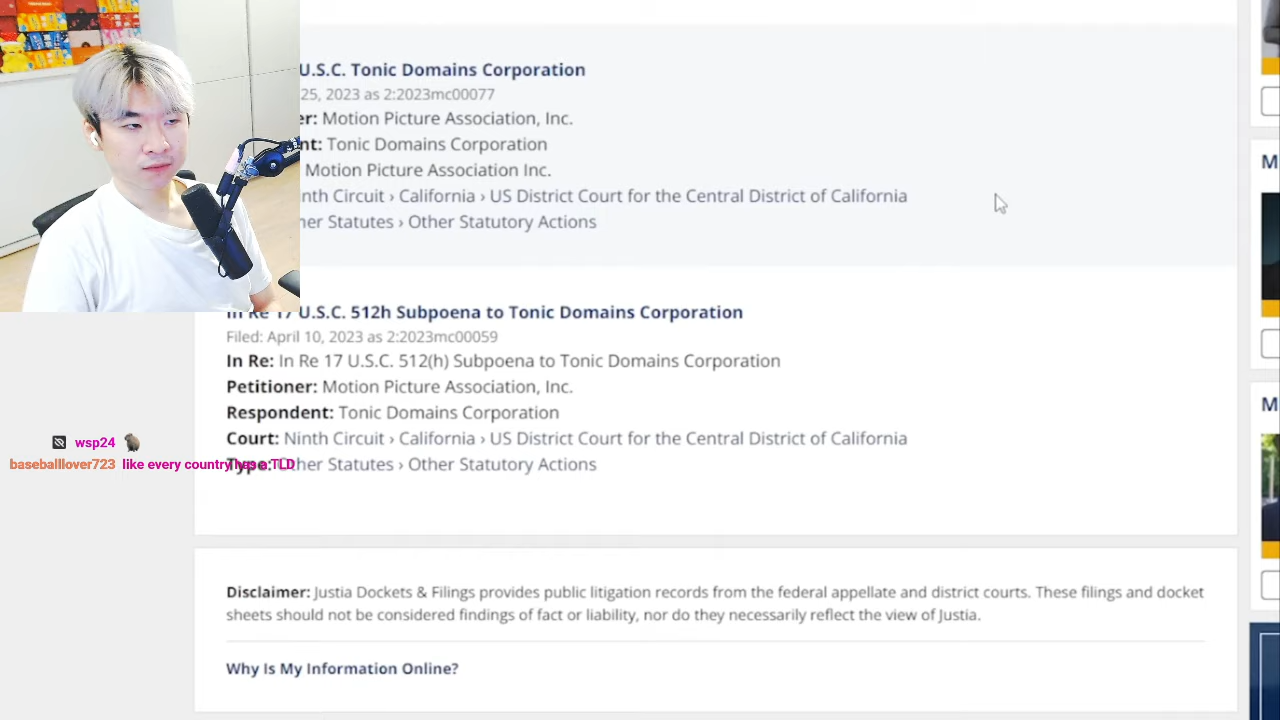 U.S.C. Tonic Domains Corporation
25, 2023 as 2:2023mc00077
er: Motion Picture Association, Inc.
nt: Tonic Domains Corporation
Motion Picture Association Inc.
nth Circuit › California › US District Court for the Central District of California
her Statutes › Other Statutory Actions
In Re 17 U.S.C. 512h Subpoena to Tonic Domains Corporation
Filed: April 10, 2023 as 2:2023mc00059
In Re: In Re 17 U.S.C. 512(h) Subpoena to Tonic Domains Corporation
Petitioner: Motion Picture Association, Inc.
Respondent: Tonic Domains Corporation
Court: Ninth Circuit › California › US District Court for the Central District of California
wsp24
baseballlover723 like every country has a TLD
Type: Other Statutes › Other Statutory Actions
Disclaimer: Justia Dockets & Filings provides public litigation records from the federal appellate and district courts. These filings and docket
sheets should not be considered findings of fact or liability, nor do they necessarily reflect the view of Justia.
Why Is My Information Online?
M
M